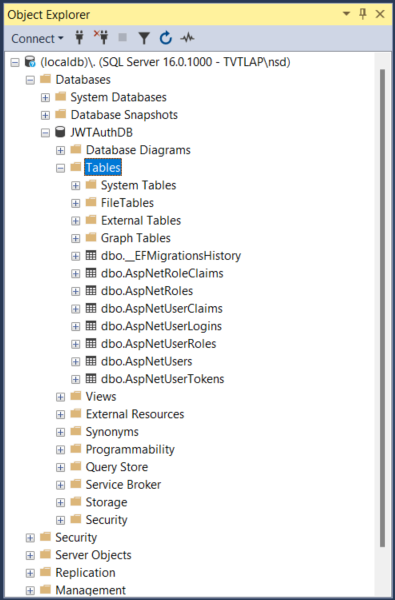 Object Explorer
Connect
(localdb)\. (SQL Server 16.0.1000 - TVTLAP\nsd)
Databases
System Databases
Database Snapshots
JWTAuthDB
Database Diagrams
Tables
System Tables
FileTables
External Tables
Graph Tables
dbo.__EFMigrationsHistory
dbo.AspNetRoleClaims
dbo.AspNetRoles
dbo.AspNetUserClaims
dbo.AspNetUserLogins
dbo.AspNetUserRoles
dbo.AspNetUsers
dbo.AspNetUserTokens
Views
External Resources
Synonyms
Programmability
Query Store
Service Broker
Storage
Security
Security
Server Objects
Replication
Management